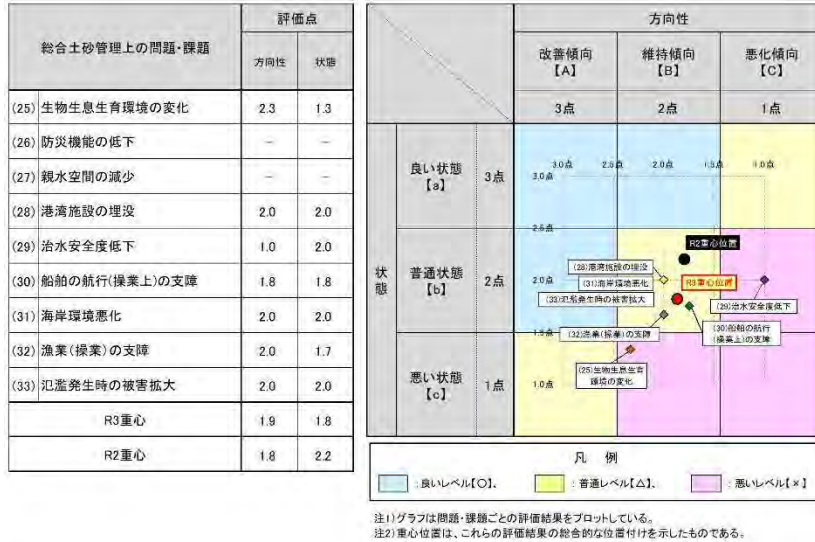 総合土砂管理上の問題・課題
評価点
方向性 状態
(25) 生物生息生育環境の変化 2.3 1.3
(26) 防災機能の低下 － －
(27) 親水空間の減少 － －
(28) 港湾施設の埋没 2.0 2.0
(29) 治水安全度低下 1.0 2.0
(30) 船舶の航行(操業上)の支障 1.8 1.8
(31) 海岸環境悪化 2.0 2.0
(32) 漁業(操業)の支障 2.0 1.7
(33) 氾濫発生時の被害拡大 2.0 2.0
R3重心 1.9 1.8
R2重心 1.8 2.2
方向性
改善傾向 維持傾向 悪化傾向
【A】 【B】 【C】
3点 2点 1点
状態
良い状態
【a】
3点
普通状態
【b】
2点
悪い状態
【c】
1点
3.0点 2.5点 2.0点 1.5点 1.0点
3.0点
2.5点
2.0点
1.5点
1.0点
R2重心位置
(28)港湾施設の埋没
(31)海岸環境悪化
R3重心位置
(33)氾濫発生時の被害拡大
(29)治水安全度低下
(32)漁業(操業)の支障
(30)船舶の航行
(操業上)の支障
(25)生物生息生育
環境の変化
凡 例
:良いレベル【○】、 :普通レベル【△】、 :悪いレベル【×】
注1)グラフは問題・課題ごとの評価結果をプロットしている。
注2)重心位置は、これらの評価結果の総合的な位置付けを示したものである。